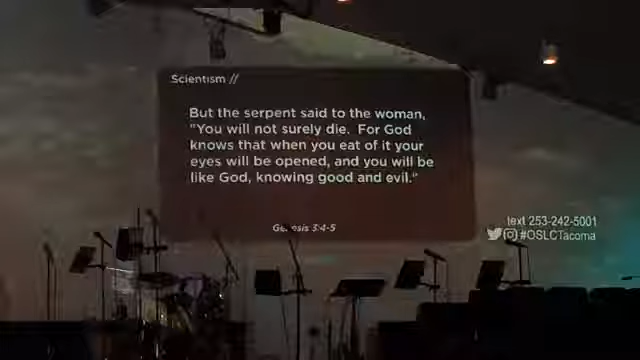 Scientism //
But the serpent said to the woman,
"You will not surely die.  For God
knows that when you eat of it your
eyes will be opened, and you will be
like God, knowing good and evil."
Genesis 3:4-5
text 253-242-5001
#OSLCTacoma